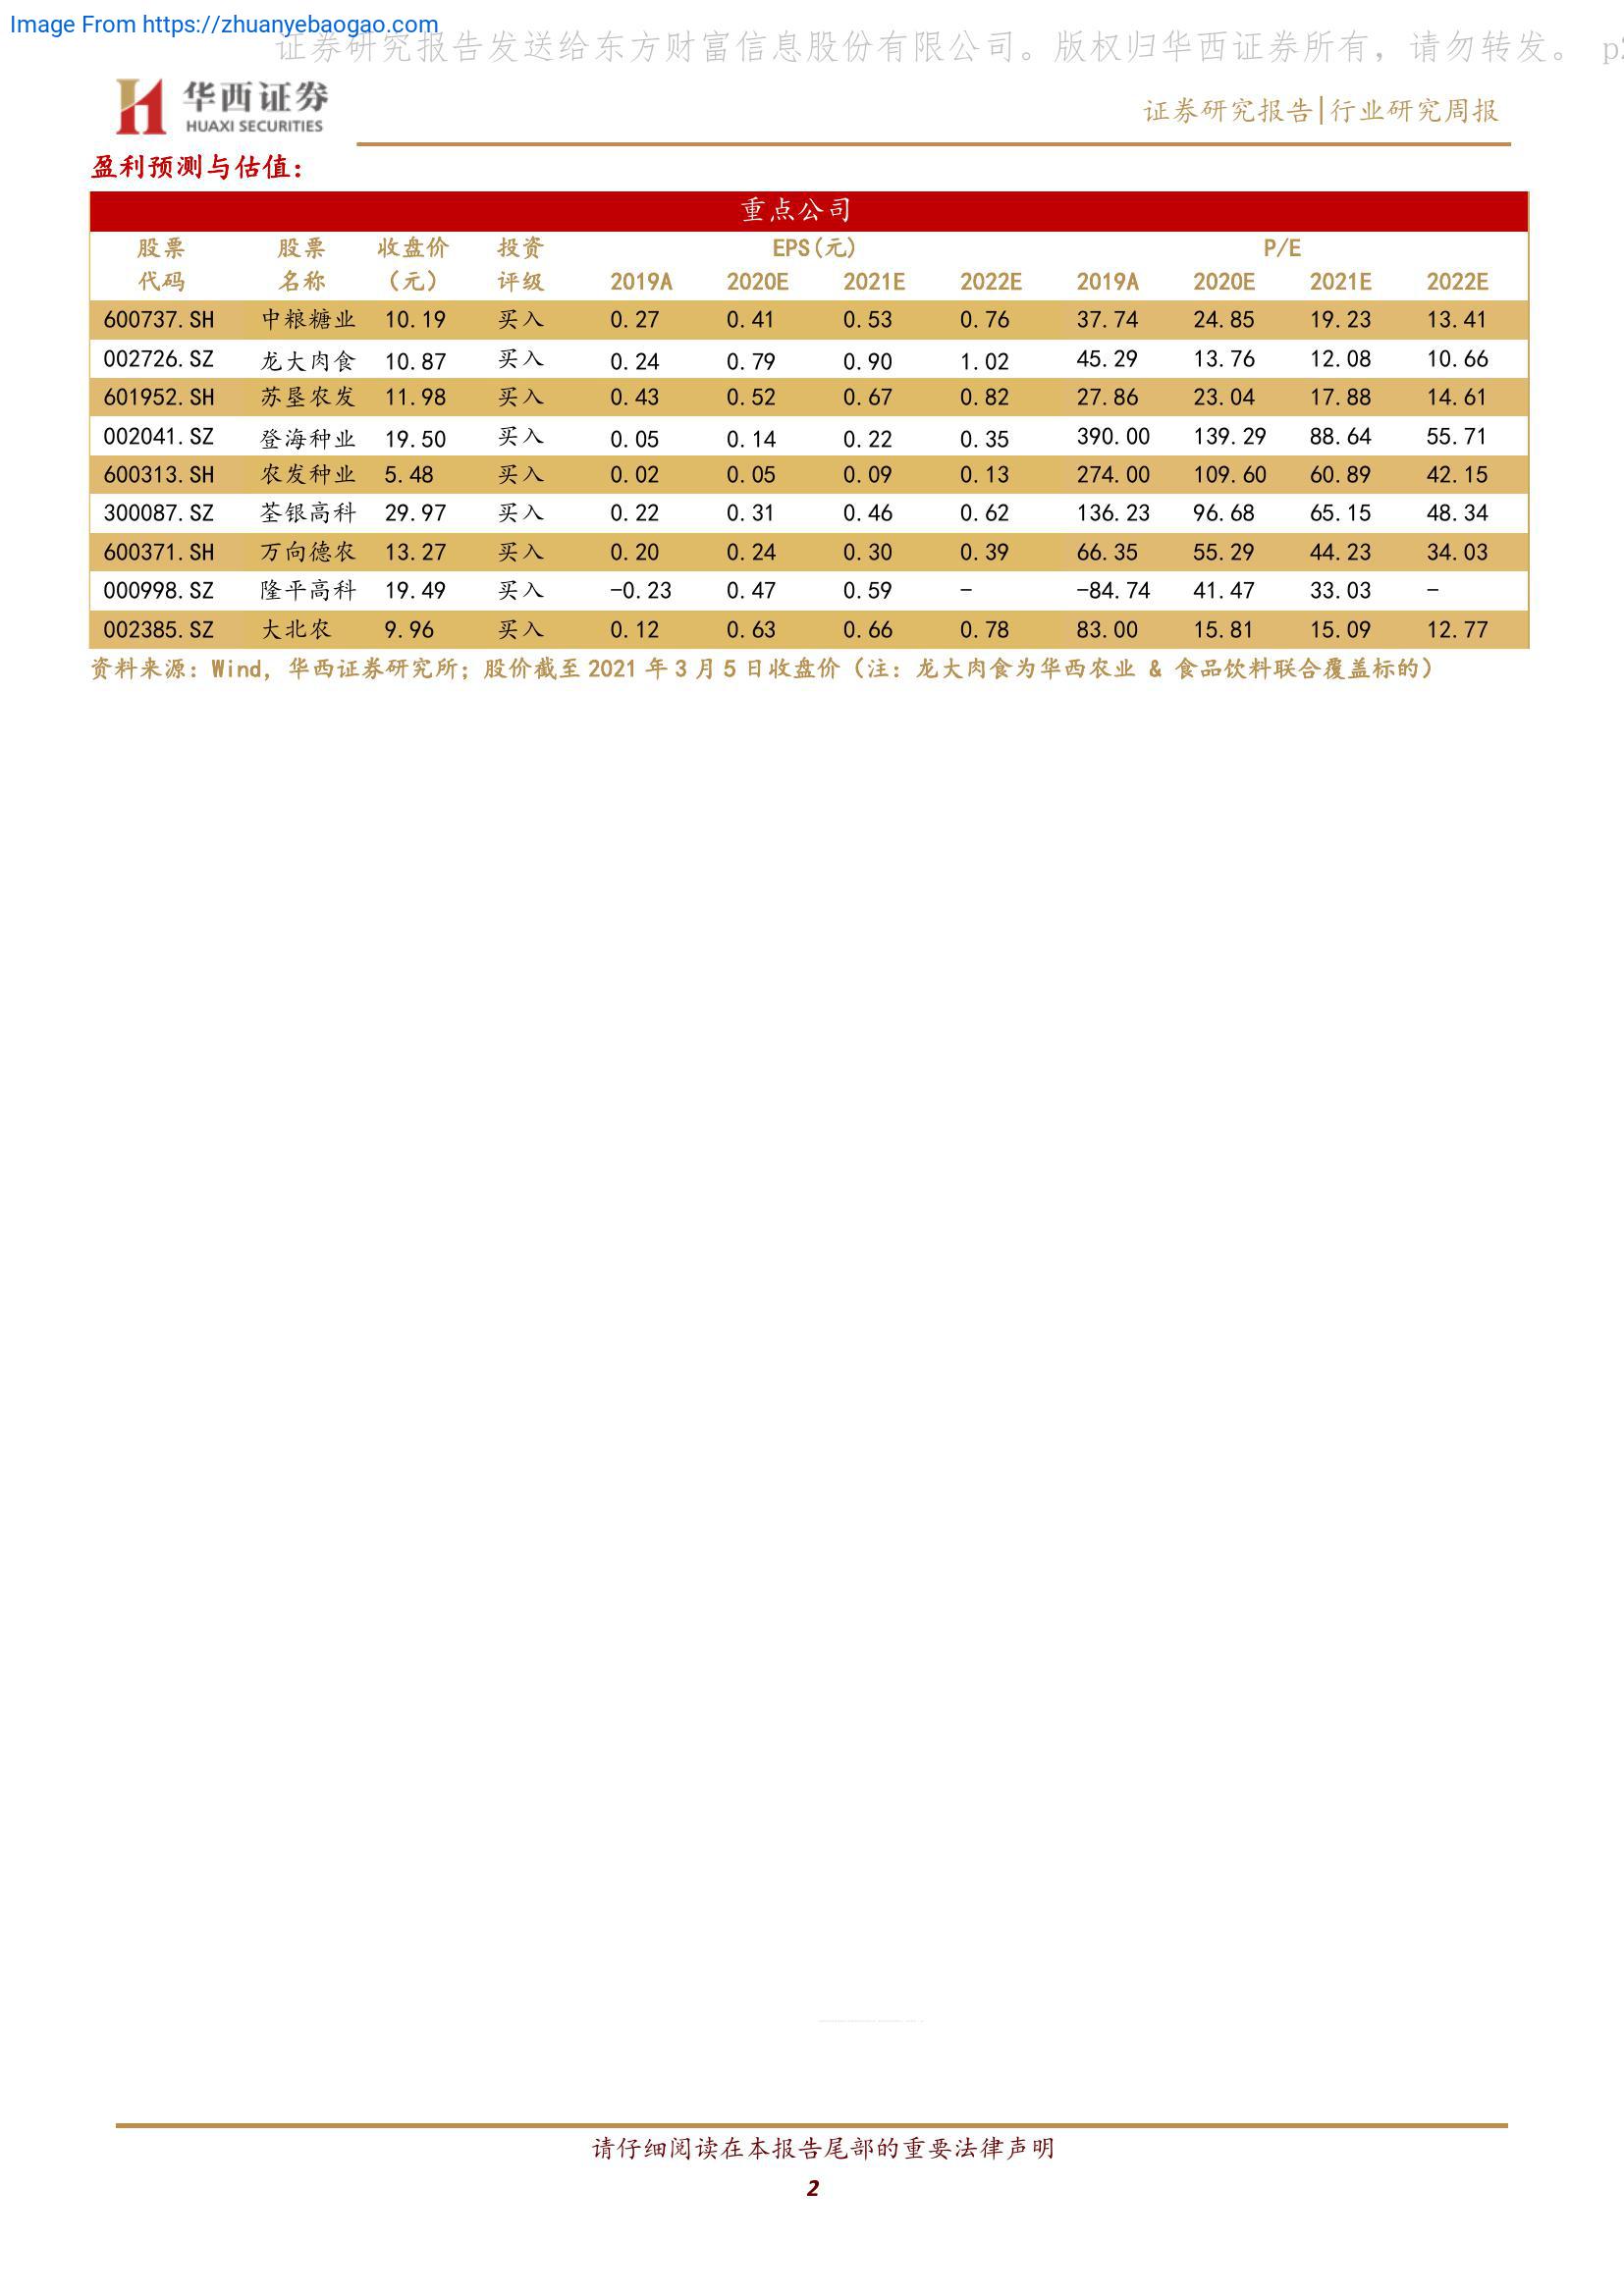 Image From https://zhuanyebaogao.com
证券研究报告发送给东方财富信息股份有限公司。版权归华西证券所有，请勿转发。 p2
华西证券
HUAXI SECURITIES
证券研究报告|行业研究周报
盈利预测与估值：
重点公司
股票 股票 收盘价 投资 EPS(元) P/E
代码 名称 （元） 评级 2019A 2020E 2021E 2022E 2019A 2020E 2021E 2022E
600737.SH 中粮糖业 10.19 买入 0.27 0.41 0.53 0.76 37.74 24.85 19.23 13.41
002726.SZ 龙大肉食 10.87 买入 0.24 0.79 0.90 1.02 45.29 13.76 12.08 10.66
601952.SH 苏垦农发 11.98 买入 0.43 0.52 0.67 0.82 27.86 23.04 17.88 14.61
002041.SZ 登海种业 19.50 买入 0.05 0.14 0.22 0.35 390.00 139.29 88.64 55.71
600313.SH 农发种业 5.48 买入 0.02 0.05 0.09 0.13 274.00 109.60 60.89 42.15
300087.SZ 荃银高科 29.97 买入 0.22 0.31 0.46 0.62 136.23 96.68 65.15 48.34
600371.SH 万向德农 13.27 买入 0.20 0.24 0.30 0.39 66.35 55.29 44.23 34.03
000998.SZ 隆平高科 19.49 买入 -0.23 0.47 0.59 - -84.74 41.47 33.03 -
002385.SZ 大北农 9.96 买入 0.12 0.63 0.66 0.78 83.00 15.81 15.09 12.77
资料来源：Wind，华西证券研究所；股价截至 2021 年 3 月 5 日收盘价（注：龙大肉食为华西农业 & 食品饮料联合覆盖标的）
请仔细阅读在本报告尾部的重要法律声明
2